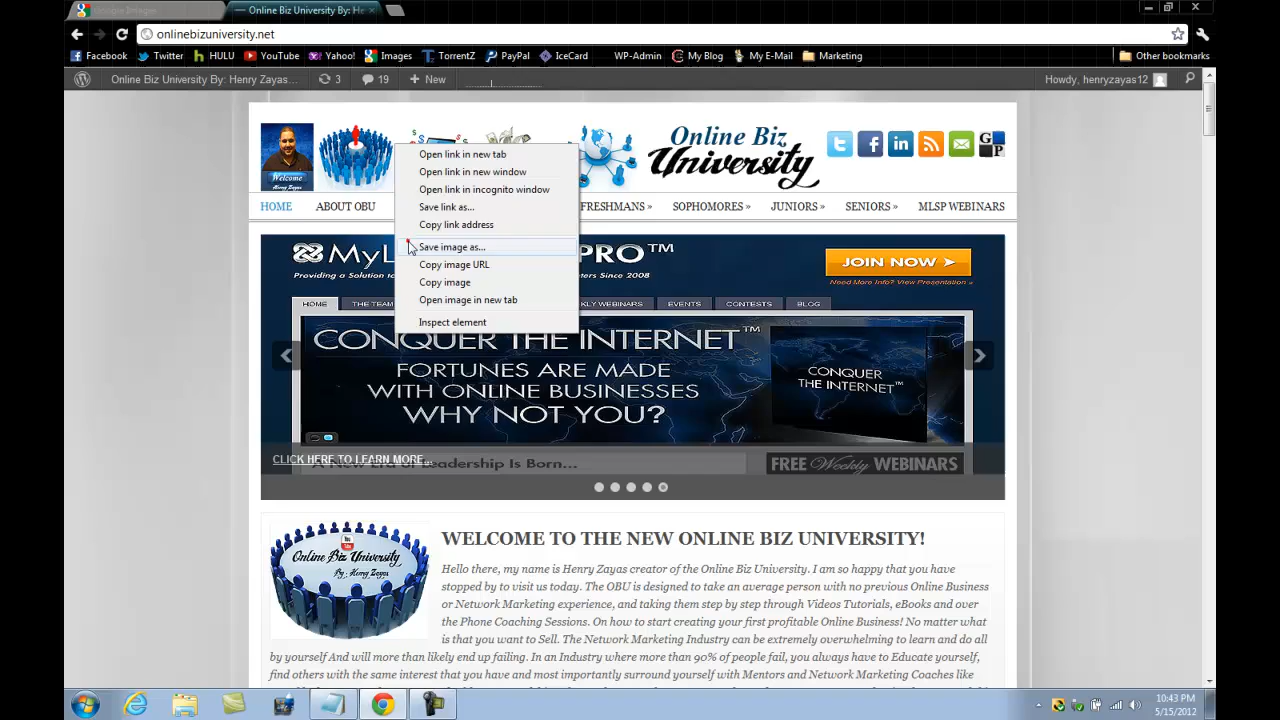 Google Images
Online Biz University By: He
onlinebizuniversity.net
Facebook Twitter HULU YouTube Yahoo! Images TorrentZ PayPal IceCard WP-Admin My Blog My E-Mail Marketing Other bookmarks
Online Biz University By: Henry Zayas... 3 19 + New Howdy, henryzayas12
Welcome
Henry Zayas
Online Biz
University
HOME ABOUT OBU FRESHMANS » SOPHOMORES » JUNIORS » SENIORS » MLSP WEBINARS
Open link in new tab
Open link in new window
Open link in incognito window
Save link as...
Copy link address
Save image as...
Copy image URL
Copy image
Open image in new tab
Inspect element
MyL PRO™
Providing a Solution to eters Since 2008
JOIN NOW
Need More Info? View Presentation »
HOME THE TEAM KLY WEBINARS EVENTS CONTESTS BLOG
CONQUER THE INTERNET™
FORTUNES ARE MADE
WITH ONLINE BUSINESSES
WHY NOT YOU?
CONQUER
THE INTERNET™
CLICK HERE TO LEARN MORE...
A New Era of Leadership Is Born...
FREE Weekly WEBINARS
You
Tube
Online Biz University
By: Henry Zayas
WELCOME TO THE NEW ONLINE BIZ UNIVERSITY!
Hello there, my name is Henry Zayas creator of the Online Biz University. I am so happy that you have
stopped by to visit us today. The OBU is designed to take an average person with no previous Online Business
or Network Marketing experience, and taking them step by step through Videos Tutorials, eBooks and over
the Phone Coaching Sessions. On how to start creating your first profitable Online Business! No matter what
is that you want to Sell. The Network Marketing Industry can be extremely overwhelming to learn and do all
by yourself And will more than likely end up failing. In an Industry where more than 90% of people fail, you always have to Educate yourself,
find others with the same interest that you have and most importantly surround yourself with Mentors and Network Marketing Coaches like
10:43 PM
5/15/2012